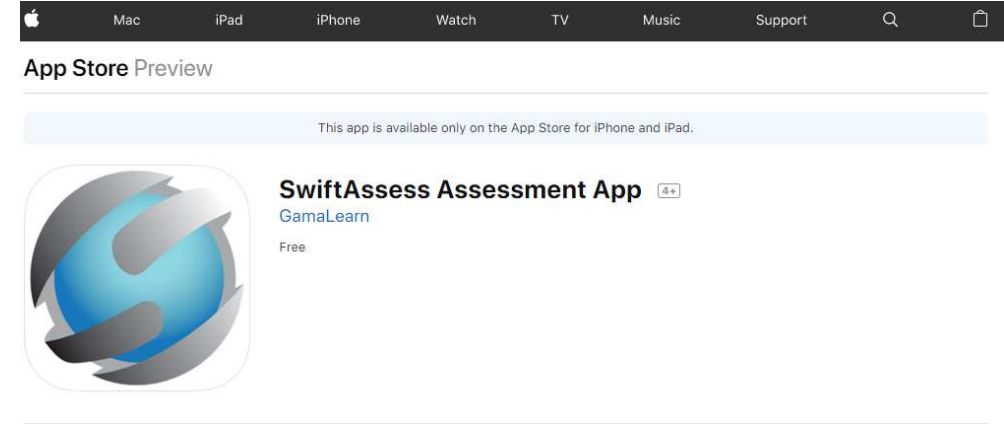 Mac iPad iPhone Watch TV Music Support
App Store Preview
This app is available only on the App Store for iPhone and iPad.
SwiftAssess Assessment App 4+
GamaLearn
Free